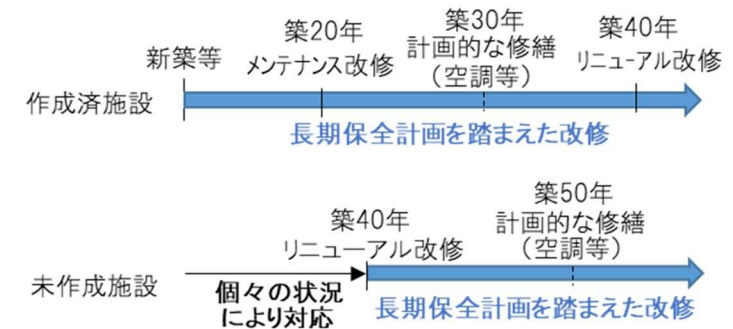 新築等
築20年
メンテナンス改修
築30年
計画的な修繕
（空調等）
築40年
リニューアル改修
作成済施設
長期保全計画を踏まえた改修
築40年
リニューアル改修
築50年
計画的な修繕
（空調等）
未作成施設
個々の状況
により対応
長期保全計画を踏まえた改修